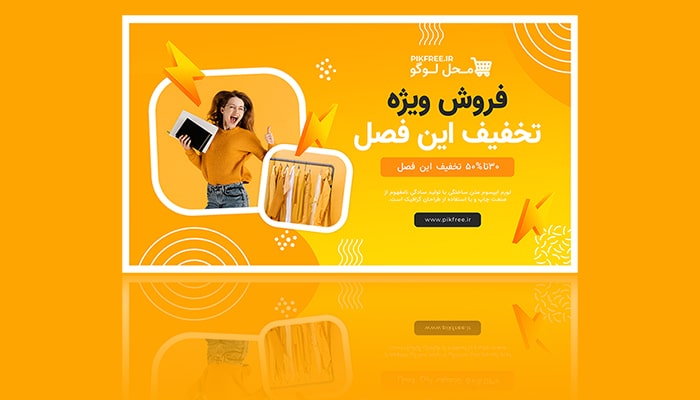 PIKFREE.IR
محل لوگو
فروش ویژه
تخفیف این فصل
۳۰تا۵۰% تخفیف این فصل
لورم ایپسوم متن ساختگی با تولید سادگی نامفهوم از
صنعت چاپ و با استفاده از طراحان گرافیک است.
www.pikfree.ir